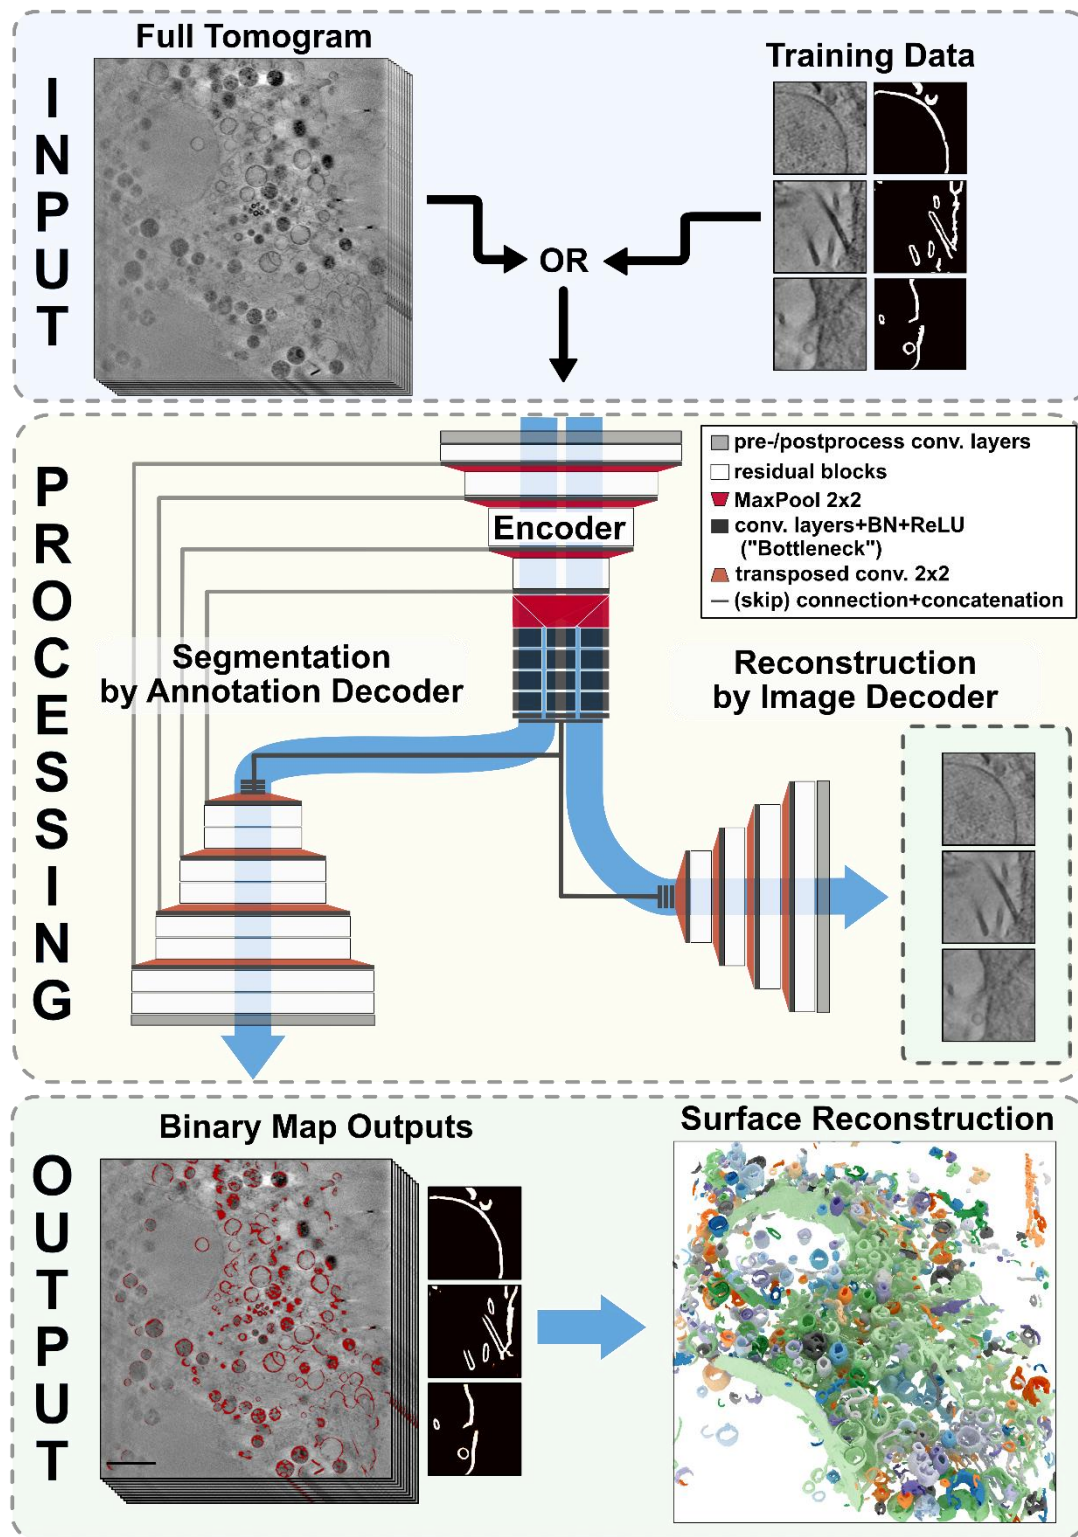 INPUT
Full Tomogram
Training Data
OR
PROCESSING
pre-/postprocess conv. layers
residual blocks
MaxPool 2x2
conv. layers+BN+ReLU
("Bottleneck")
transposed conv. 2x2
(skip) connection+concatenation
Encoder
Segmentation
by Annotation Decoder
Reconstruction
by Image Decoder
OUTPUT
Binary Map Outputs
Surface Reconstruction